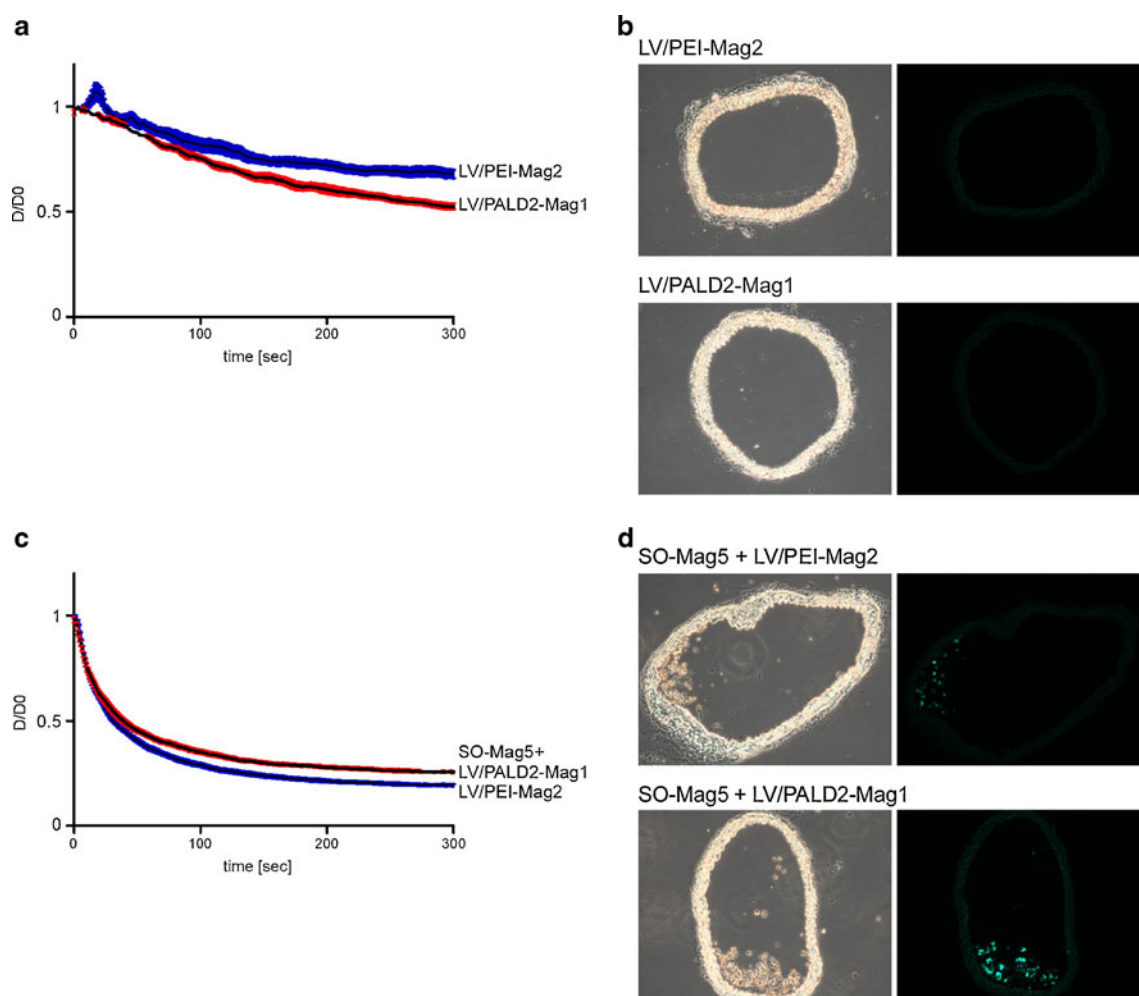 a
1
0.5
0
D/D0
0
100
200
300
time [sec]
LV/PEI-Mag2
LV/PALD2-Mag1
b
LV/PEI-Mag2
LV/PALD2-Mag1
c
1
0.5
0
D/D0
0
100
200
300
time [sec]
SO-Mag5+
LV/PALD2-Mag1
LV/PEI-Mag2
d
SO-Mag5 + LV/PEI-Mag2
SO-Mag5 + LV/PALD2-Mag1